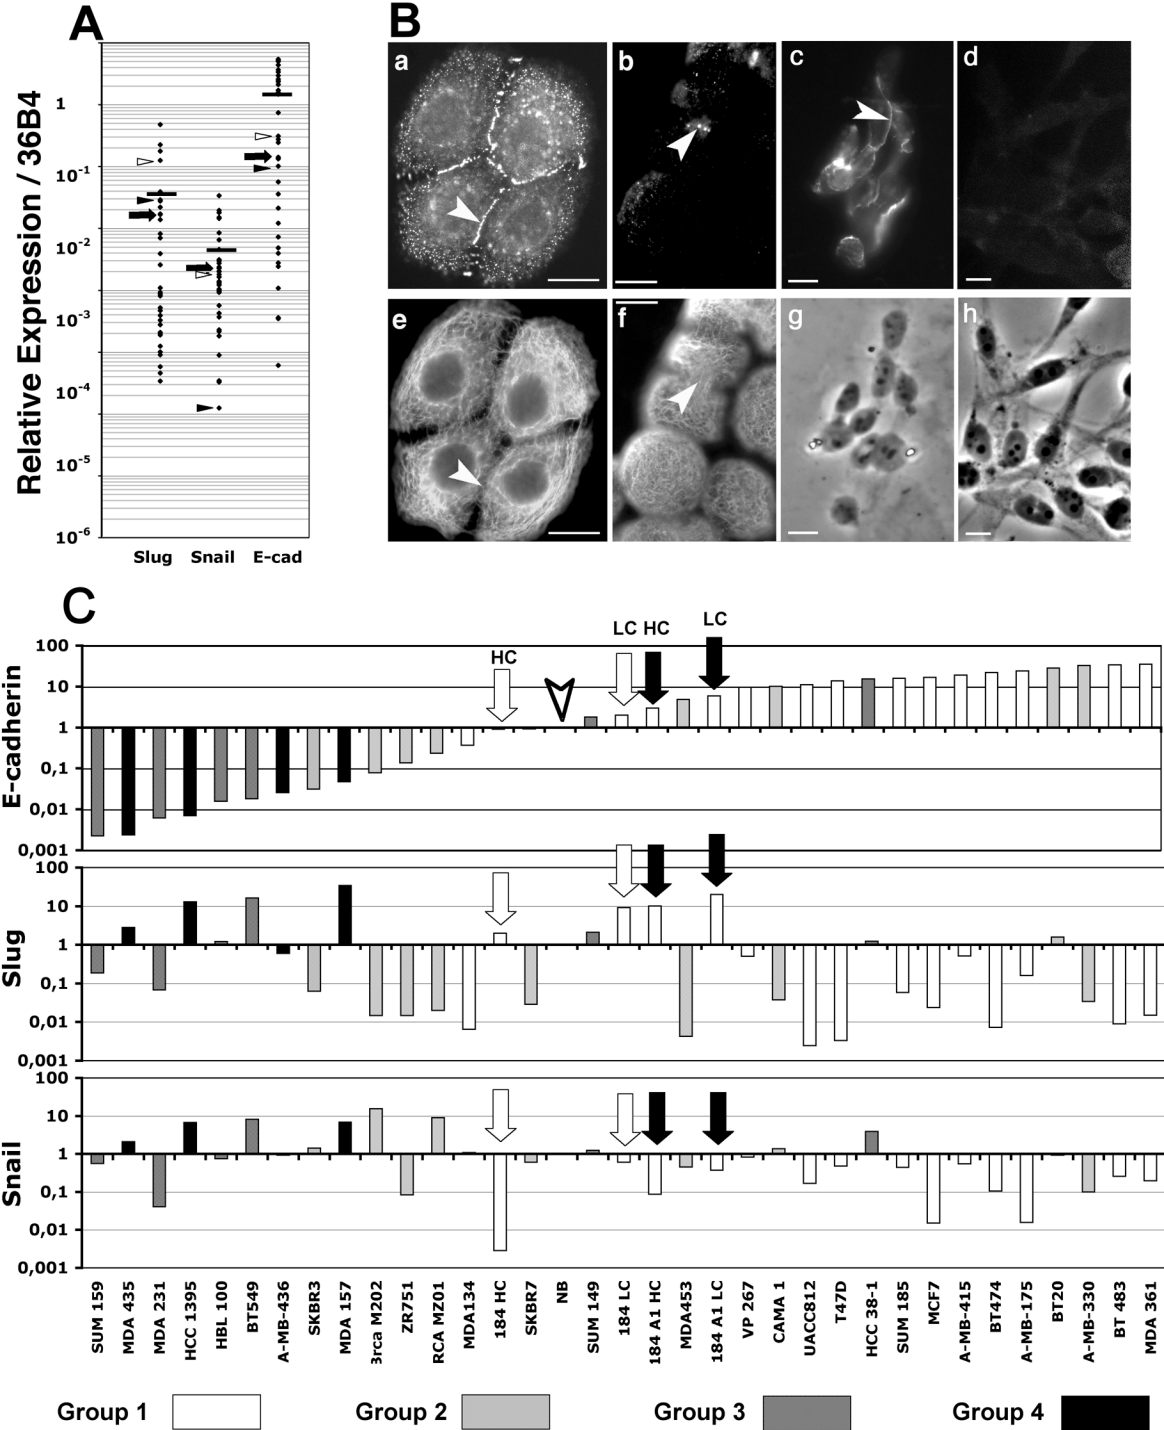 A
B
Relative Expression / 36B4
1
10-1
10-2
10-3
10-4
10-5
10-6
Slug Snail E-cad
a b c d
e f g h
C
LC HC LC
HC
E-cadherin
100
10
1
0,1
0,01
0,001
Slug
100
10
1
0,1
0,01
0,001
Snail
100
10
1
0,1
0,01
0,001
SUM 159
MDA 435
MDA 231
HCC 1395
HBL 100
BT549
A-MB-436
SKBR3
MDA 157
3rca M202
ZR751
RCA MZ01
MDA134
184 HC
SKBR7
NB
SUM 149
184 LC
184 A1 HC
MDA453
184 A1 LC
VP 267
CAMA 1
UACC812
T47D
HCC 38-1
SUM 185
MCF7
A-MB-415
BT474
A-MB-175
BT20
A-MB-330
BT 483
MDA 361
Group 1 Group 2 Group 3 Group 4